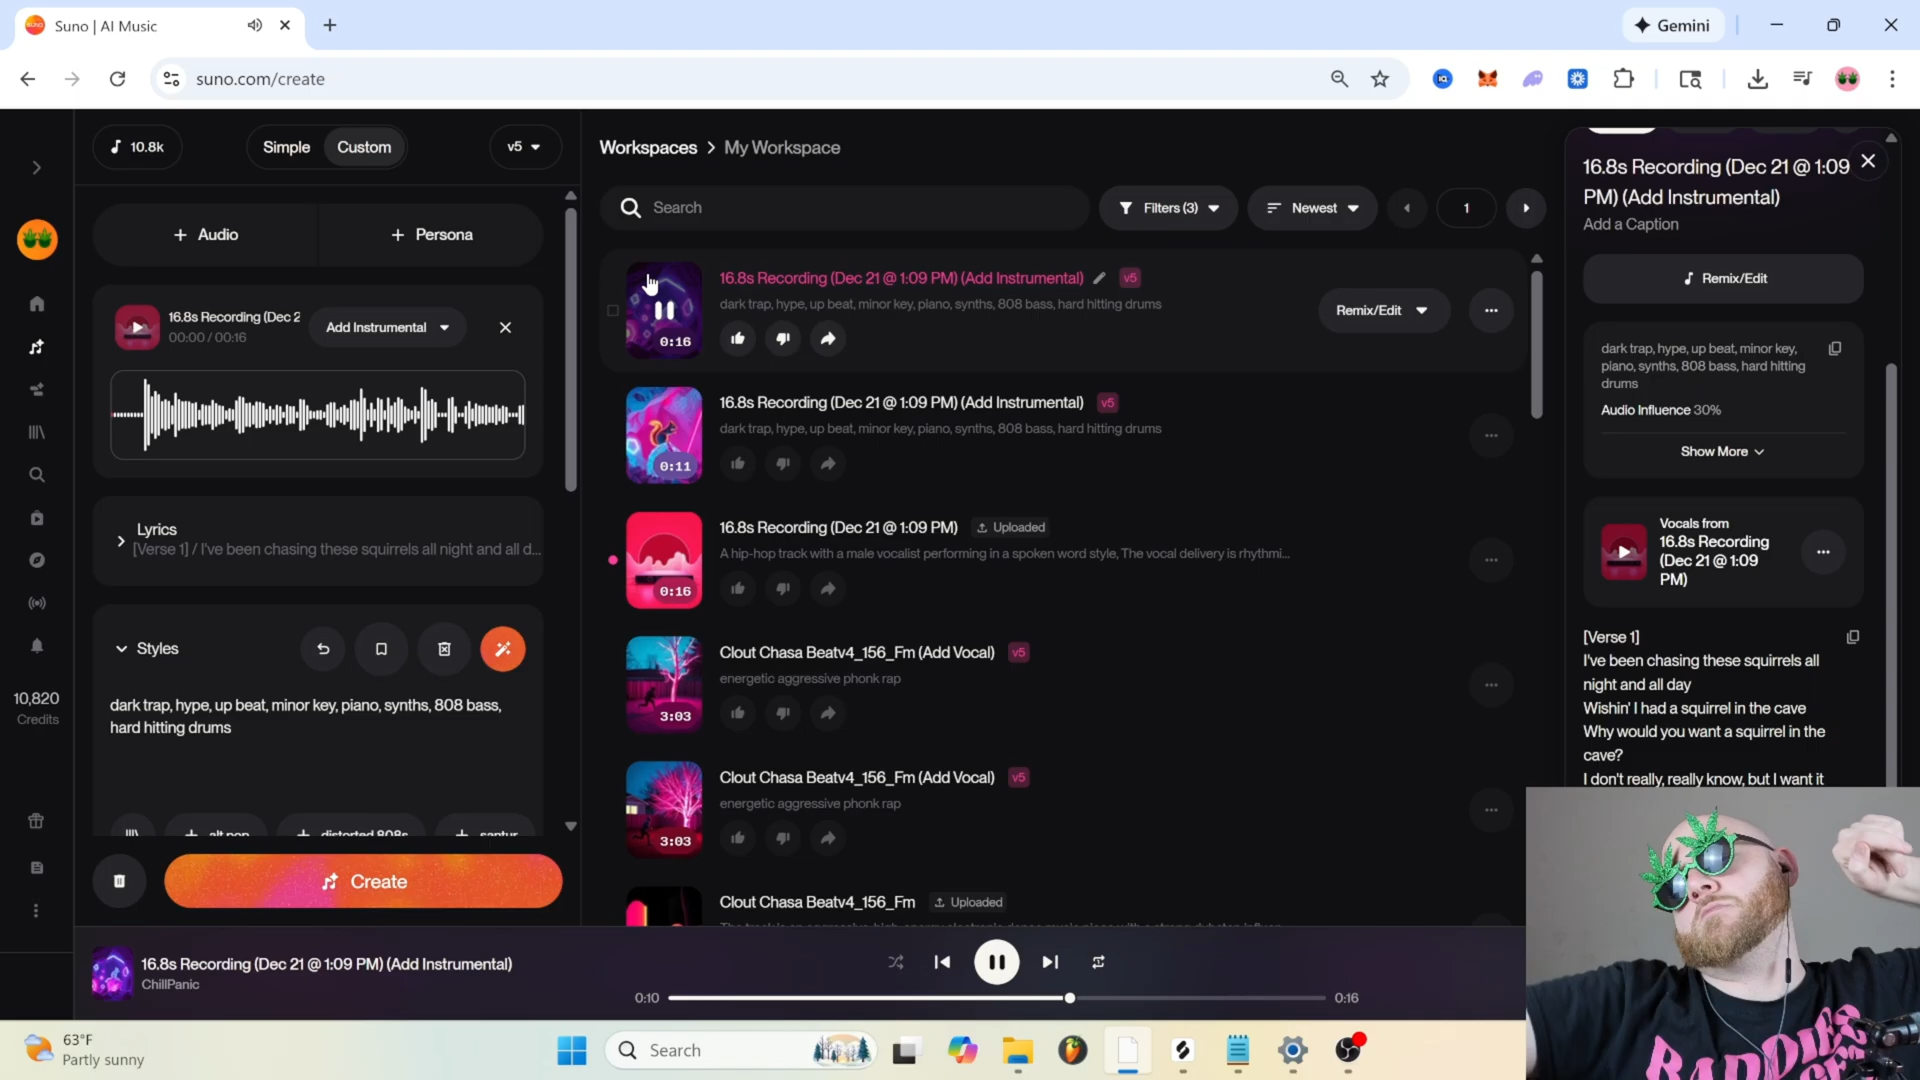 Suno | AI Music
Gemini
suno.com/create
10.8k
Simple
Custom
v5
Workspaces
My Workspace
Search
Filters (3)
Newest
1
Audio
Persona
16.8s Recording (Dec 2
00:00 / 00:16
Add Instrumental
Lyrics
[Verse 1] / I've been chasing these squirrels all night and all d...
Styles
dark trap, hype, up beat, minor key, piano, synths, 808 bass,
hard hitting drums
alt pop
distorted 808s
santur
Create
10,820
Credits
16.8s Recording (Dec 21 @ 1:09 PM) (Add Instrumental)
v5
dark trap, hype, up beat, minor key, piano, synths, 808 bass, hard hitting drums
0:16
Remix/Edit
16.8s Recording (Dec 21 @ 1:09 PM) (Add Instrumental)
v5
dark trap, hype, up beat, minor key, piano, synths, 808 bass, hard hitting drums
0:11
16.8s Recording (Dec 21 @ 1:09 PM)
Uploaded
A hip-hop track with a male vocalist performing in a spoken word style, The vocal delivery is rhythmi...
0:16
Clout Chasa Beatv4_156_Fm (Add Vocal)
v5
energetic aggressive phonk rap
3:03
Clout Chasa Beatv4_156_Fm (Add Vocal)
v5
energetic aggressive phonk rap
3:03
Clout Chasa Beatv4_156_Fm
Uploaded
16.8s Recording (Dec 21 @ 1:09
PM) (Add Instrumental)
Add a Caption
Remix/Edit
dark trap, hype, up beat, minor key,
piano, synths, 808 bass, hard hitting
drums
Audio Influence 30%
Show More
Vocals from
16.8s Recording
(Dec 21 @ 1:09
PM)
[Verse 1]
I've been chasing these squirrels all
night and all day
Wishin' I had a squirrel in the cave
Why would you want a squirrel in the
cave?
I don't really, really know, but I want it
16.8s Recording (Dec 21 @ 1:09 PM) (Add Instrumental)
ChillPanic
0:10
0:16
63°F
Partly sunny
Search